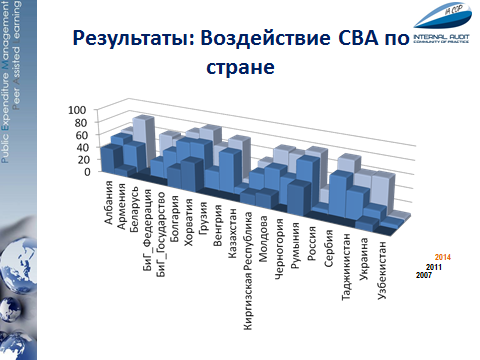 Public Expenditure Management
Peer Assisted Learning
IA COP
INTERNAL AUDIT
COMMUNITY OF PRACTICE
Результаты: Воздействие СВА по
стране
100
80
60
40
20
0
Албания
Армения
Беларусь
БиГ_Федерация
БиГ_Государство
Болгария
Хорватия
Грузия
Венгрия
Казахстан
Киргизская Республика
Молдова
Черногория
Румыния
Россия
Сербия
Таджикистан
Украина
Узбекистан
2014
2011
2007